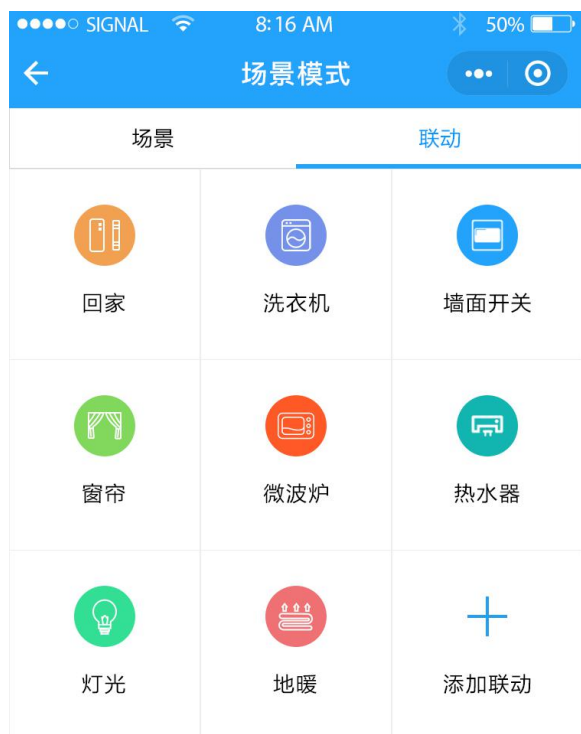 SIGNAL 8:16 AM 50%
场景模式
场景 联动
回家 洗衣机 墙面开关
窗帘 微波炉 热水器
灯光 地暖 添加联动